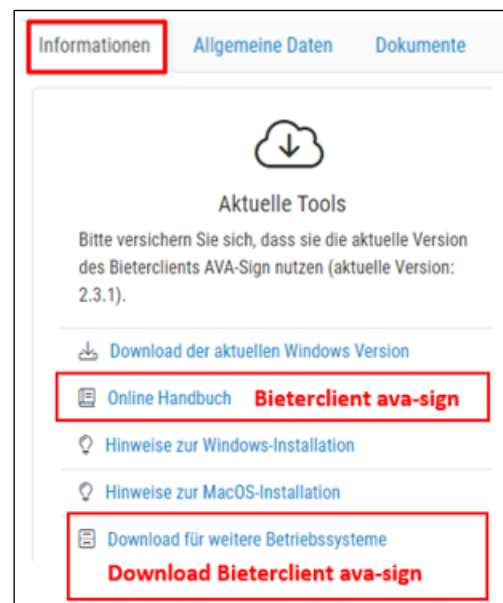 Informationen Allgemeine Daten Dokumente
Aktuelle Tools
Bitte versichern Sie sich, dass sie die aktuelle Version
des Bieterclients AVA-Sign nutzen (aktuelle Version:
2.3.1).
Download der aktuellen Windows Version
Online Handbuch Bieterclient ava-sign
Hinweise zur Windows-Installation
Hinweise zur MacOS-Installation
Download für weitere Betriebssysteme
Download Bieterclient ava-sign